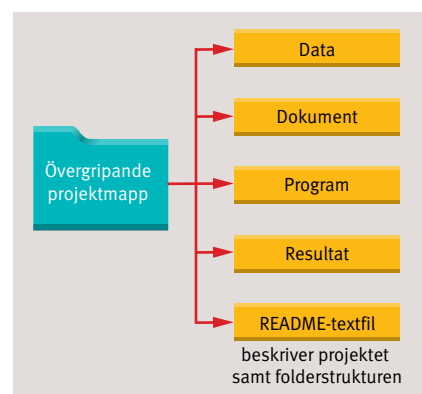 Övergripande
projektmapp
Data
Dokument
Program
Resultat
README-textfil
beskriver projektet
samt folderstrukturen